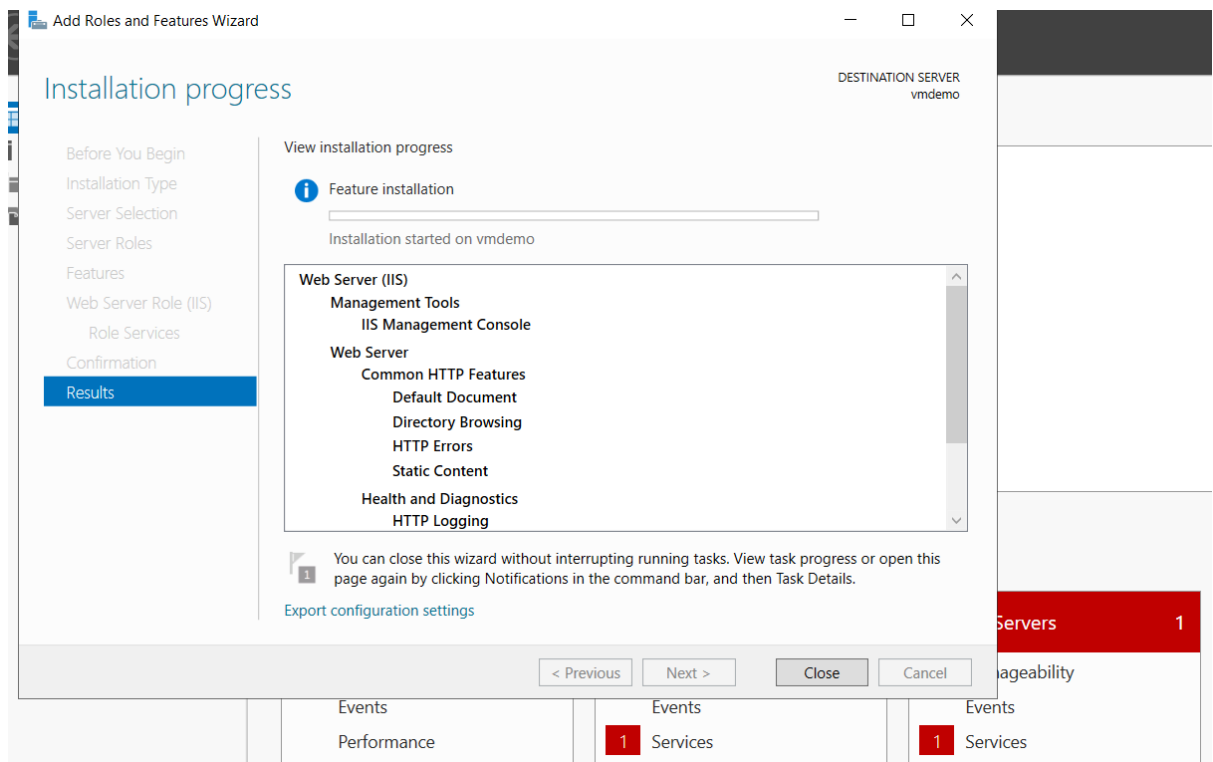 Add Roles and Features Wizard
Installation progress
DESTINATION SERVER
vmdemo
Before You Begin
Installation Type
Server Selection
Server Roles
Features
Web Server Role (IIS)
Role Services
Confirmation
Results
View installation progress
Feature installation
Installation started on vmdemo
Web Server (IIS)
Management Tools
IIS Management Console
Web Server
Common HTTP Features
Default Document
Directory Browsing
HTTP Errors
Static Content
Health and Diagnostics
HTTP Logging
1
You can close this wizard without interrupting running tasks. View task progress or open this
page again by clicking Notifications in the command bar, and then Task Details.
Export configuration settings
< Previous
Next >
Close
Cancel
Servers 1
ageability
Events
Events
Events
Performance
1 Services
1 Services